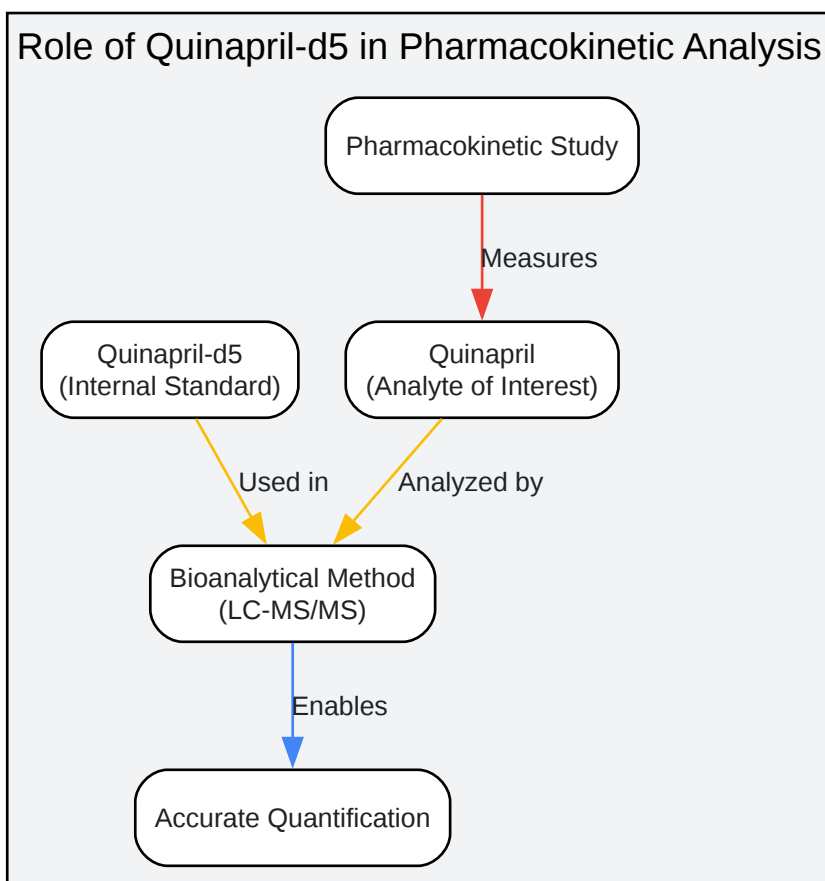 Role of Quinapril-d5 in Pharmacokinetic Analysis
Pharmacokinetic Study
Measures
Quinapril-d5
(Internal Standard)
Quinapril
(Analyte of Interest)
Used in
Analyzed by
Bioanalytical Method
(LC-MS/MS)
Enables
Accurate Quantification